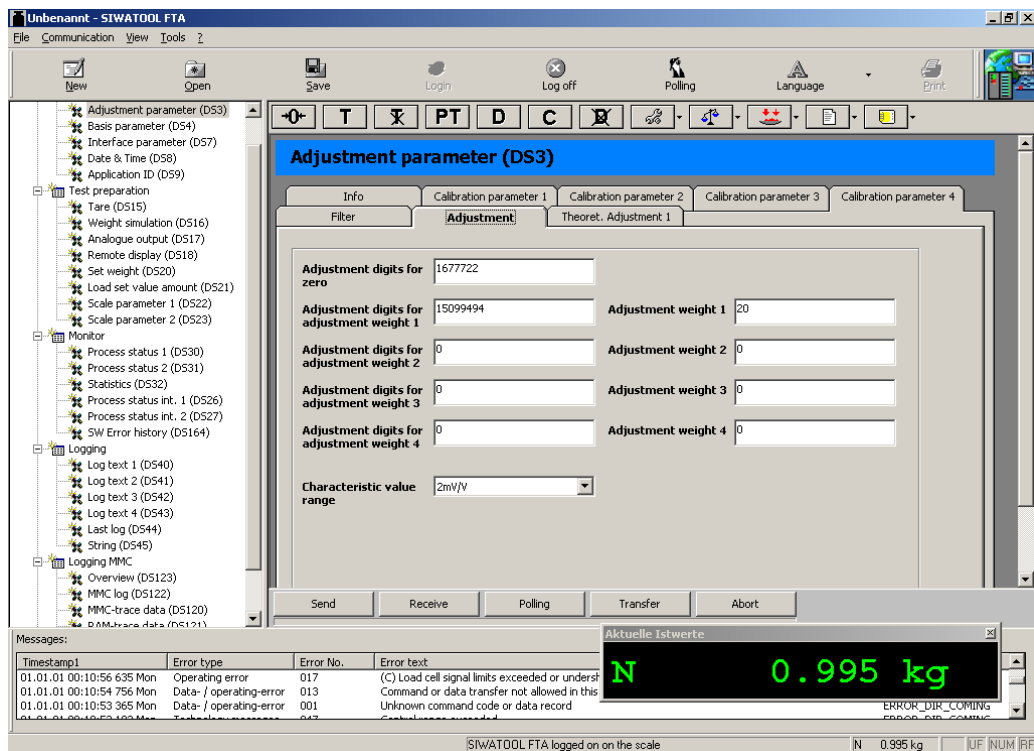 Unbenannt - SIWATOOL FTA
File Communication View Tools ?
New Open Save Login Log off Polling Language Print
Adjustment parameter (DS3)
Basis parameter (DS4)
Interface parameter (DS7)
Date & Time (DS8)
Application ID (DS9)
Test preparation
Tare (DS15)
Weight simulation (DS16)
Analogue output (DS17)
Remote display (DS18)
Set weight (DS20)
Load set value amount (DS21)
Scale parameter 1 (DS22)
Scale parameter 2 (DS23)
Monitor
Process status 1 (DS30)
Process status 2 (DS31)
Statistics (DS32)
Process status int. 1 (DS26)
Process status int. 2 (DS27)
SW Error history (DS164)
Logging
Log text 1 (DS40)
Log text 2 (DS41)
Log text 3 (DS42)
Log text 4 (DS43)
Last log (DS44)
String (DS45)
Logging MMC
Overview (DS123)
MMC log (DS122)
MMC-trace data (DS120)
RAM-trace data (DS121)
0 T T PT D C D
Adjustment parameter (DS3)
Info Calibration parameter 1 Calibration parameter 2 Calibration parameter 3 Calibration parameter 4
Filter Adjustment Theoret. Adjustment 1
Adjustment digits for zero 1677722
Adjustment digits for adjustment weight 1 15099494 Adjustment weight 1 20
Adjustment digits for adjustment weight 2 0 Adjustment weight 2 0
Adjustment digits for adjustment weight 3 0 Adjustment weight 3 0
Adjustment digits for adjustment weight 4 0 Adjustment weight 4 0
Characteristic value range 2mV/V
Send Receive Polling Transfer Abort
Messages:
Timestamp1 Error type Error No. Error text
01.01.01 00:10:56 635 Mon Operating error 017 (C) Load cell signal limits exceeded or undersh
01.01.01 00:10:54 756 Mon Data- / operating-error 013 Command or data transfer not allowed in this
01.01.01 00:10:53 365 Mon Data- / operating-error 001 Unknown command code or data record ERROR_DIR_COMING
Aktuelle Istwerte
N 0.995 kg
SIWATOOL FTA logged on on the scale N 0.995 kg UF NUM RF